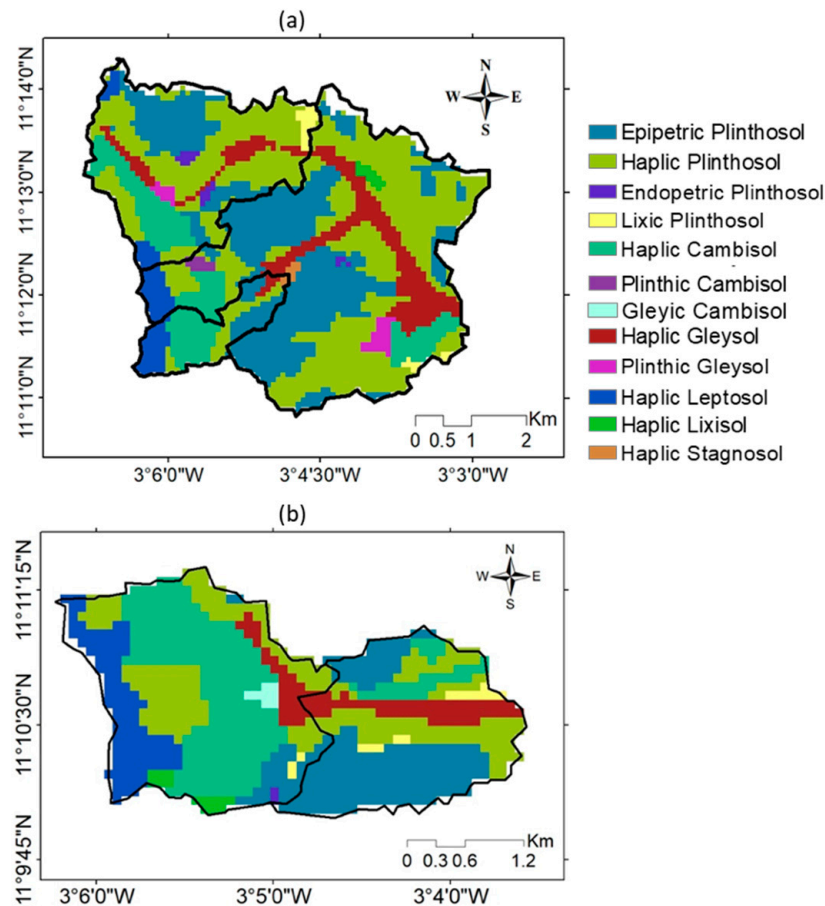 (a)
11°14'0"N
11°13'0"N
11°12'0"N
11°11'0"N
N
W E
S
Km
0 0.5 1 2
3°6'0"W 3°4'30"W 3°3'0"W
Epipetric Plinthosol
Haplic Plinthosol
Endopetric Plinthosol
Lixic Plinthosol
Haplic Cambisol
Plinthic Cambisol
Gleyic Cambisol
Haplic Gleysol
Plinthic Gleysol
Haplic Leptosol
Haplic Lixisol
Haplic Stagnosol
(b)
11°11'15"N
11°10'30"N
11°9'45"N
N
W E
S
Km
0 0.3 0.6 1.2
3°6'0"W 3°5'0"W 3°4'0"W